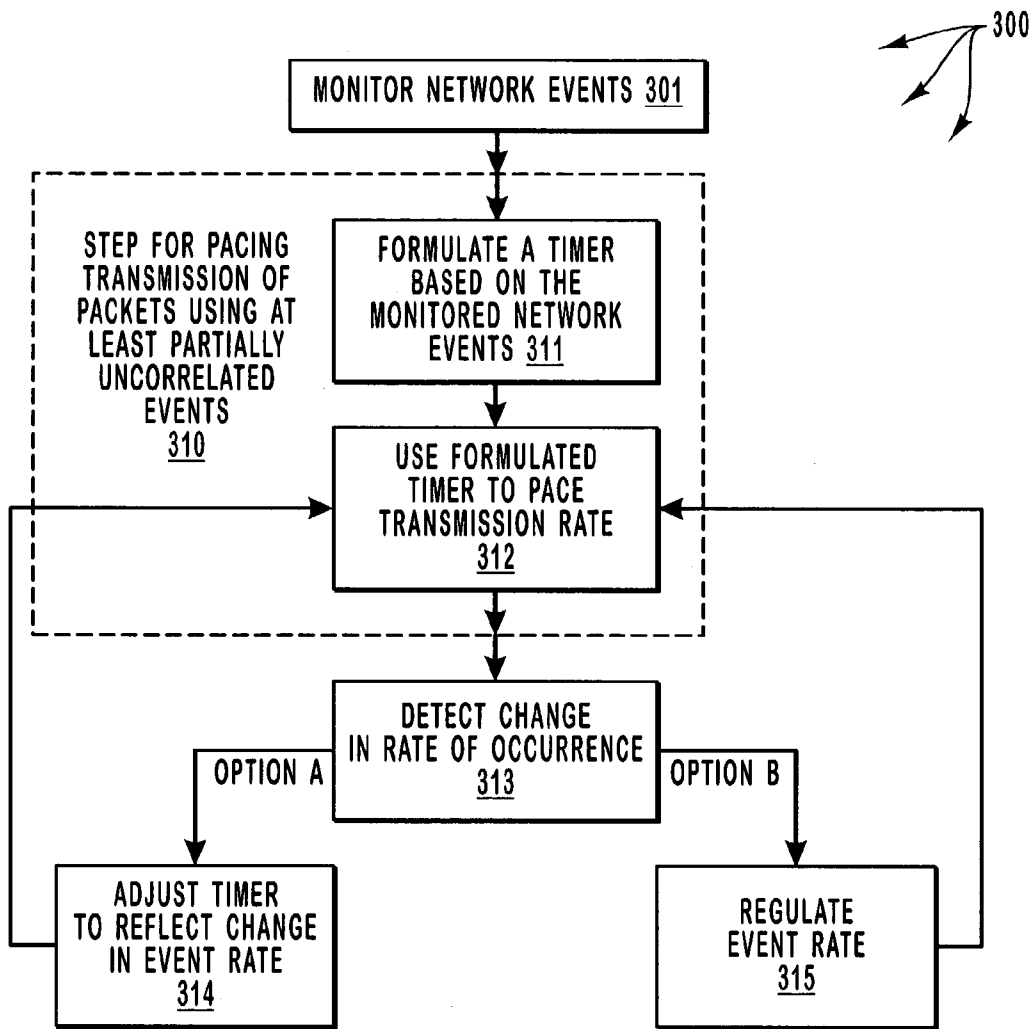 300
MONITOR NETWORK EVENTS 301
STEP FOR PACING
TRANSMISSION OF
PACKETS USING AT
LEAST PARTIALLY
UNCORRELATED
EVENTS
310
FORMULATE A TIMER
BASED ON THE
MONITORED NETWORK
EVENTS 311
USE FORMULATED
TIMER TO PACE
TRANSMISSION RATE
312
DETECT CHANGE
IN RATE OF OCCURRENCE
313
OPTION A
OPTION B
ADJUST TIMER
TO REFLECT CHANGE
IN EVENT RATE
314
REGULATE
EVENT RATE
315